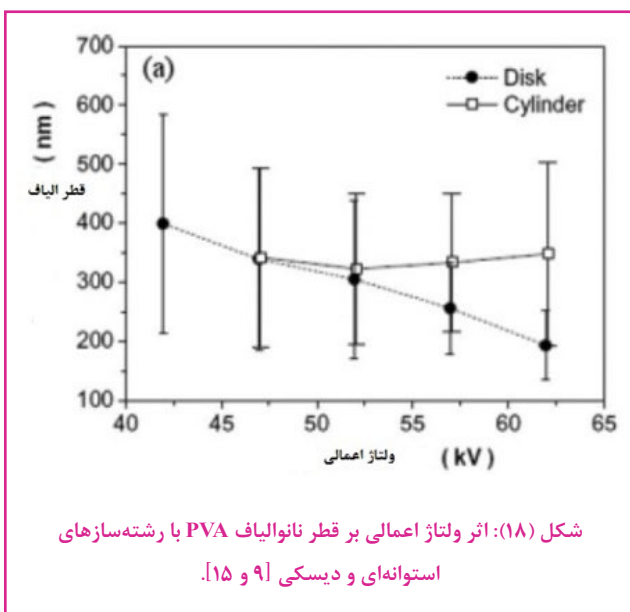 (a)
Disk
Cylinder
700
600
500
400
300
200
100
(nm)
قطر الیاف
40 45 50 55 60 65
ولتاژ اعمالی (kV)
شکل (۱۸): اثر ولتاژ اعمالی بر قطر نانوالیاف PVA با رشته‌سازهای
استوانه‌ای و دیسکی [۹ و ۱۵].